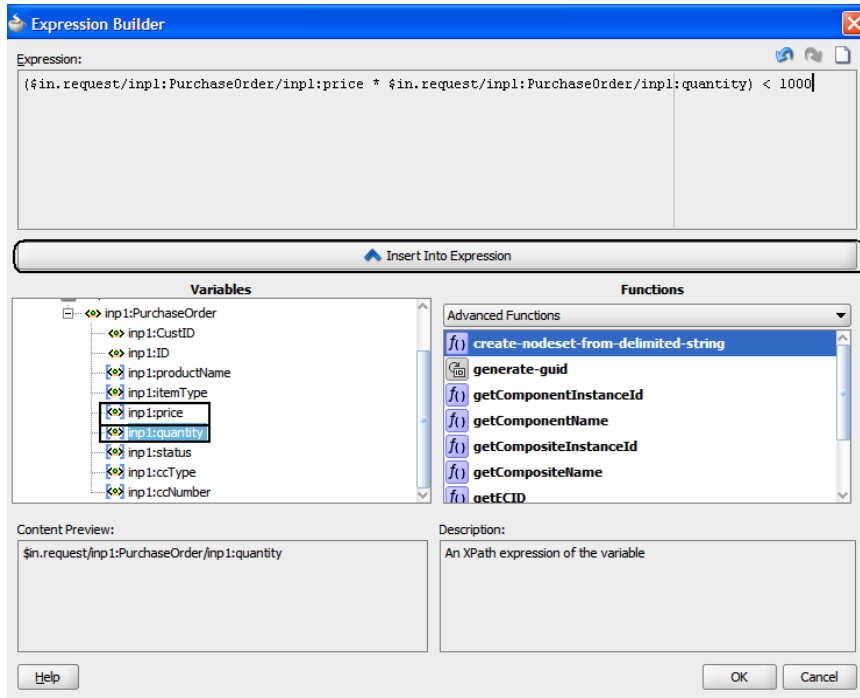 Expression Builder
Expression:
($in.request/inp1:PurchaseOrder/inp1:price * $in.request/inp1:PurchaseOrder/inp1:quantity) < 1000
Insert Into Expression
Variables
inp1:PurchaseOrder
inp1:CustID
inp1:ID
inp1:productName
inp1:itemType
inp1:price
inp1:quantity
inp1:status
inp1:ccType
inp1:ccNumber
Functions
Advanced Functions
f() create-nodeset-from-delimited-string
generate-guid
f() getComponentInstanceId
f() getComponentName
f() getCompositeInstanceId
f() getCompositeName
f() getECID
Content Preview:
$in.request/inp1:PurchaseOrder/inp1:quantity
Description:
An XPath expression of the variable
Help
OK
Cancel